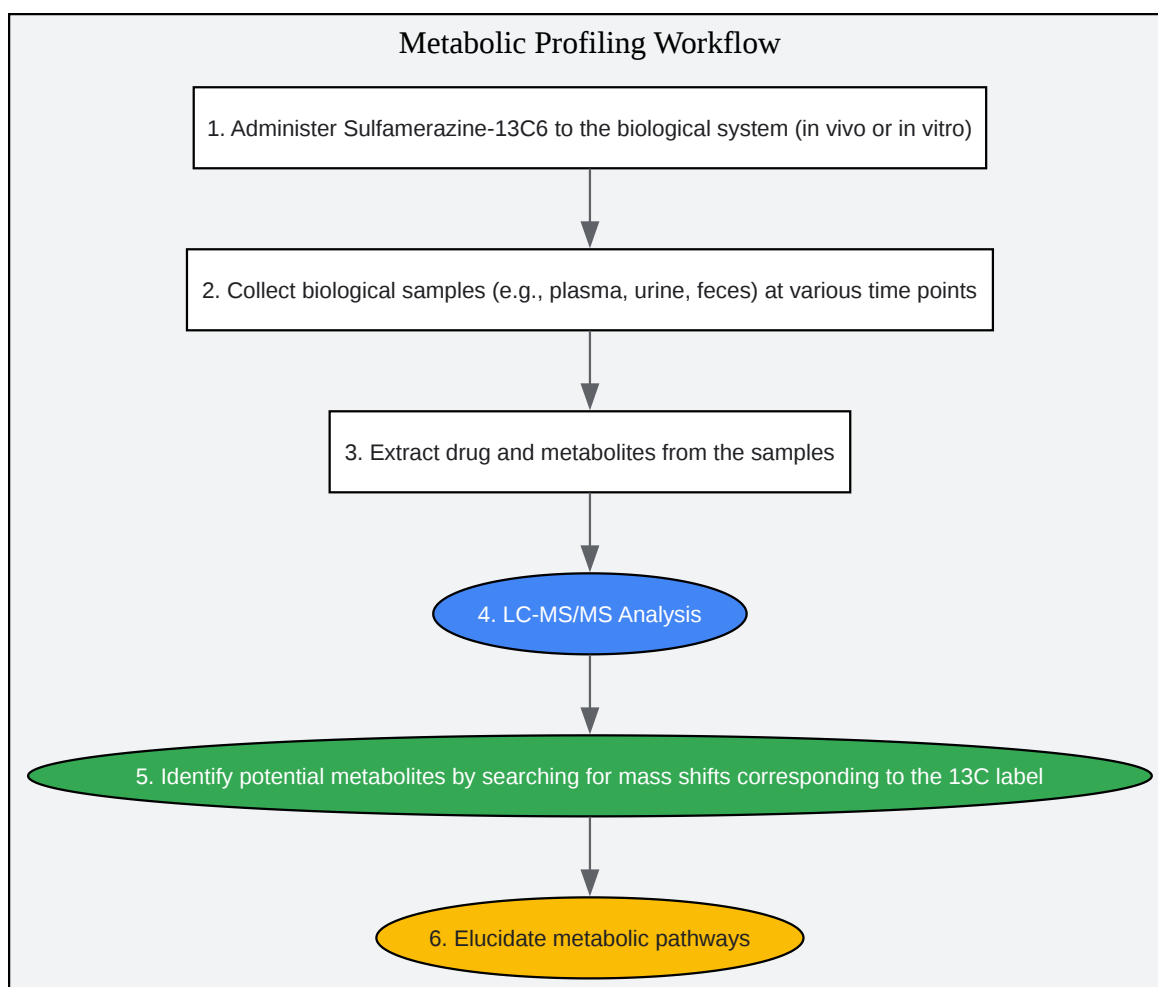 Metabolic Profiling Workflow
1. Administer Sulfamerazine-13C6 to the biological system (in vivo or in vitro)
2. Collect biological samples (e.g., plasma, urine, feces) at various time points
3. Extract drug and metabolites from the samples
4. LC-MS/MS Analysis
5. Identify potential metabolites by searching for mass shifts corresponding to the 13C label
6. Elucidate metabolic pathways